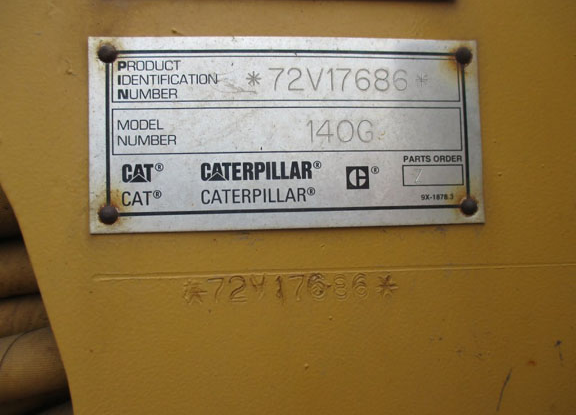 PRODUCT
IDENTIFICATION
NUMBER
*72V17686*
MODEL
NUMBER
140G
CAT® CATERPILLAR®
CAT® CATERPILLAR®
PARTS ORDER
9X-1878 3
*72V17686*